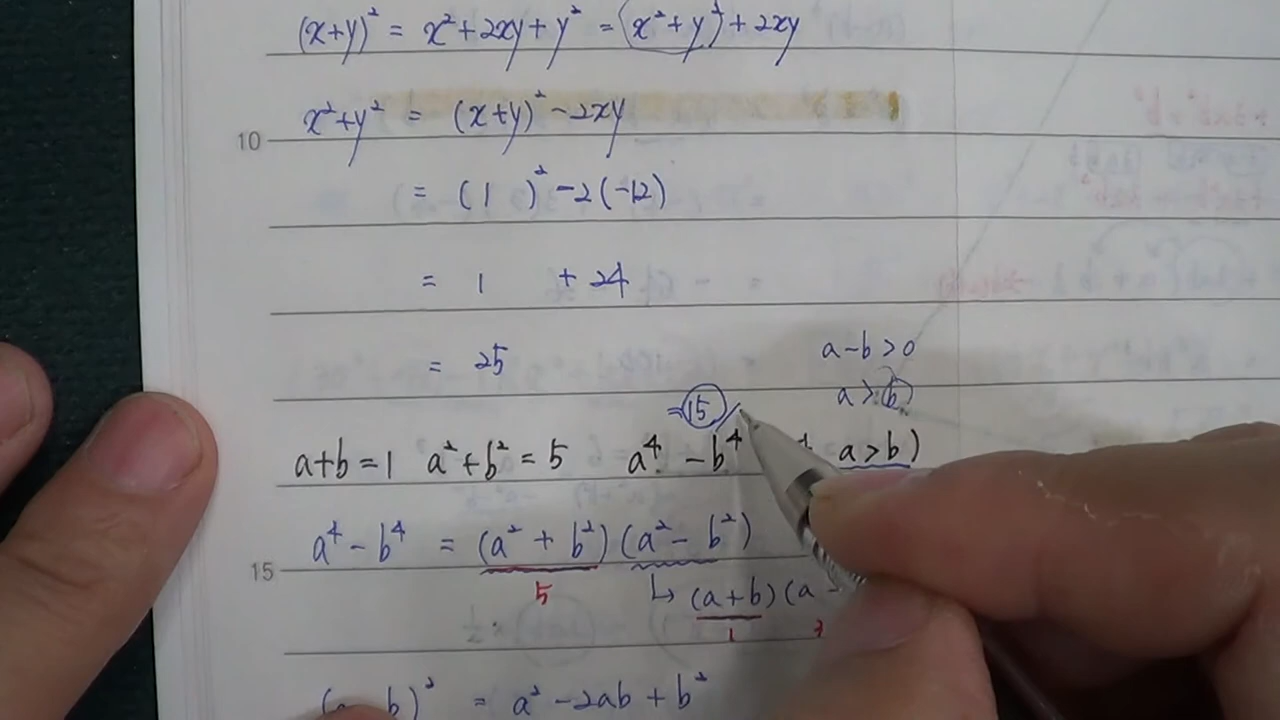 (x+y)² = x²+2xy+y² = (x²+y²)+2xy
x²+y² = (x+y)² -2xy
10
= (1 )² -2(-12)
= 1 + 24
= 25
a-b>0
a>b
=15
a+b=1 a²+b²=5 a⁴-b⁴ a>b)
a⁴-b⁴ = (a²+b²)(a²-b²)
15
5
↳ (a+b)(a-
1 3
b)² = a²-2ab+b²